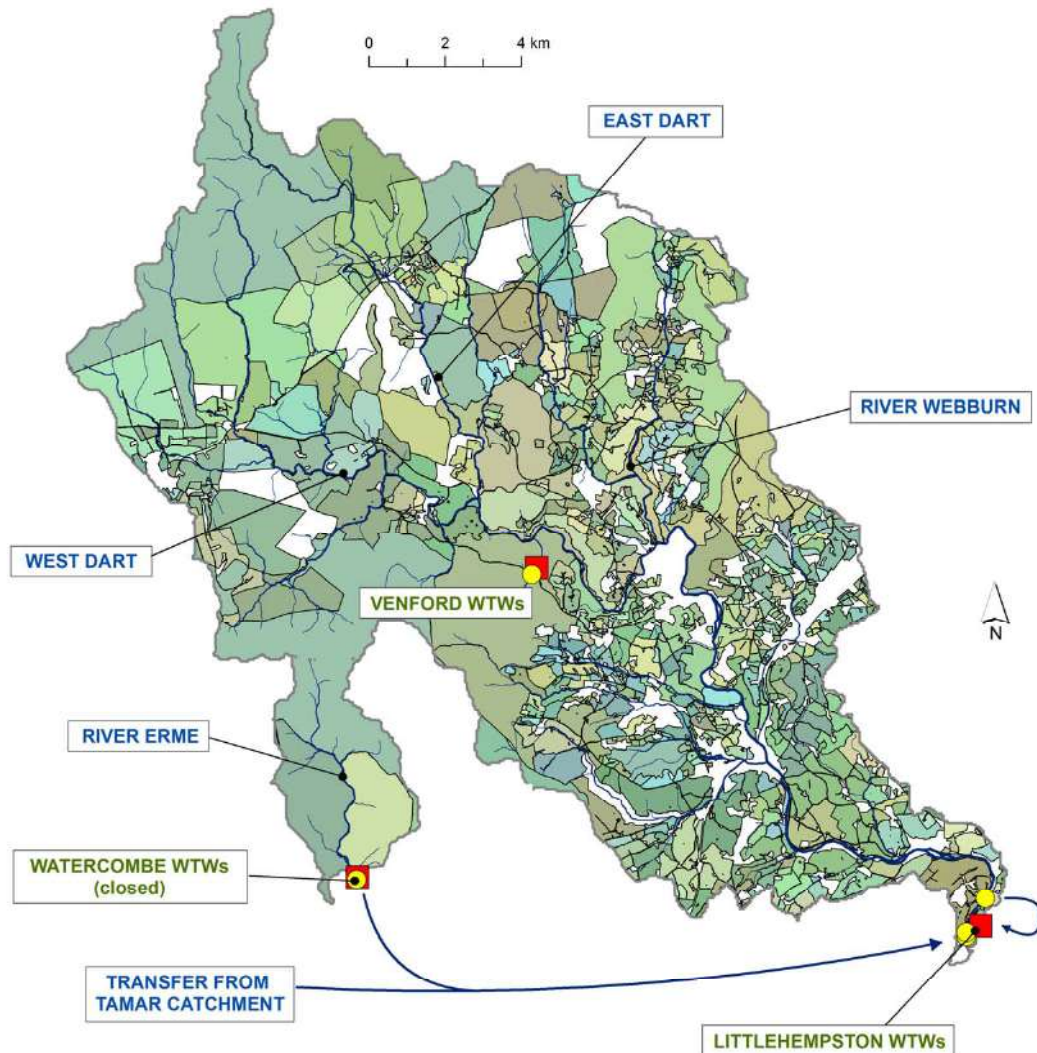 0 2 4 km
EAST DART
RIVER WEBBURN
WEST DART
VENFORD WTWs
N
RIVER ERME
WATERCOMBE WTWs
(closed)
TRANSFER FROM
TAMAR CATCHMENT
LITTLEHEMPSTON WTWs